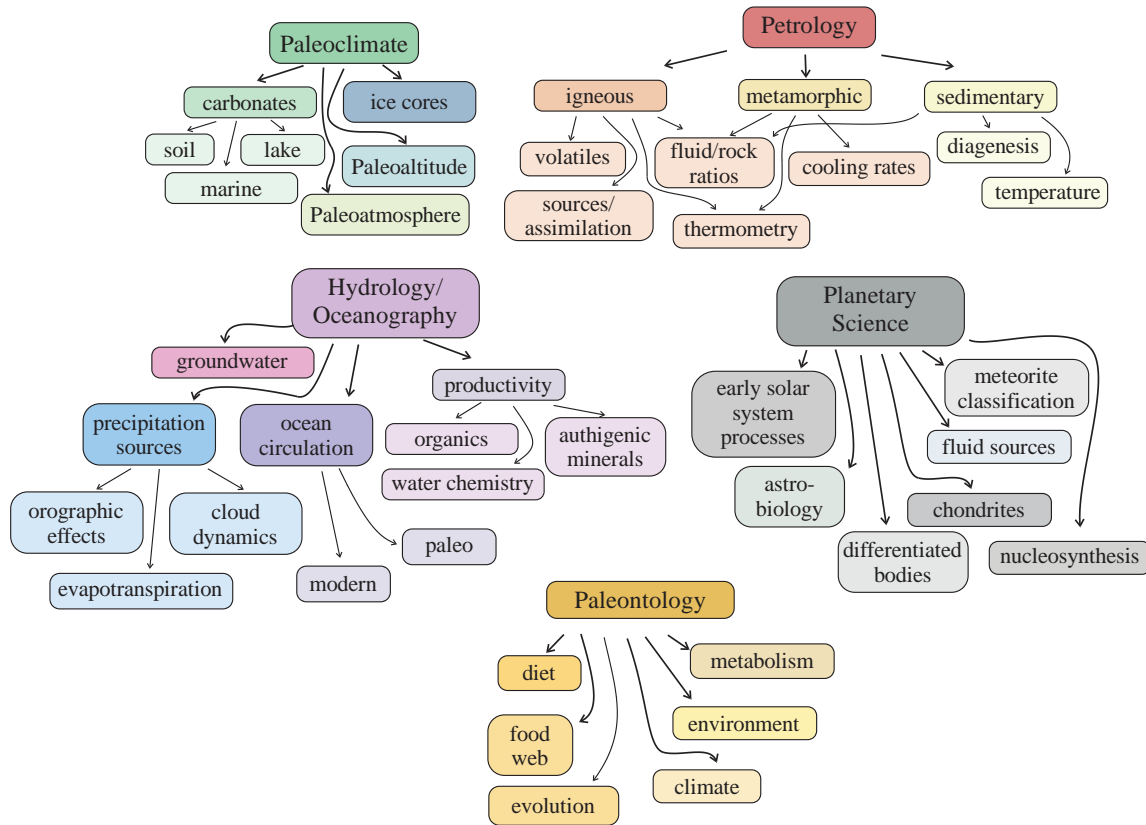 Paleoclimate
carbonates
ice cores
soil
lake
marine
Paleoaltitude
Paleoatmosphere
Petrology
igneous
metamorphic
sedimentary
volatiles
fluid/rock
ratios
cooling rates
diagenesis
temperature
sources/
assimilation
thermometry
Hydrology/
Oceanography
groundwater
productivity
precipitation
sources
ocean
circulation
organics
authigenic
minerals
water chemistry
orographic
effects
cloud
dynamics
evapotranspiration
modern
paleo
Planetary
Science
early solar
system
processes
meteorite
classification
fluid sources
astro-
biology
chondrites
differentiated
bodies
nucleosynthesis
Paleontology
diet
metabolism
food
web
environment
evolution
climate